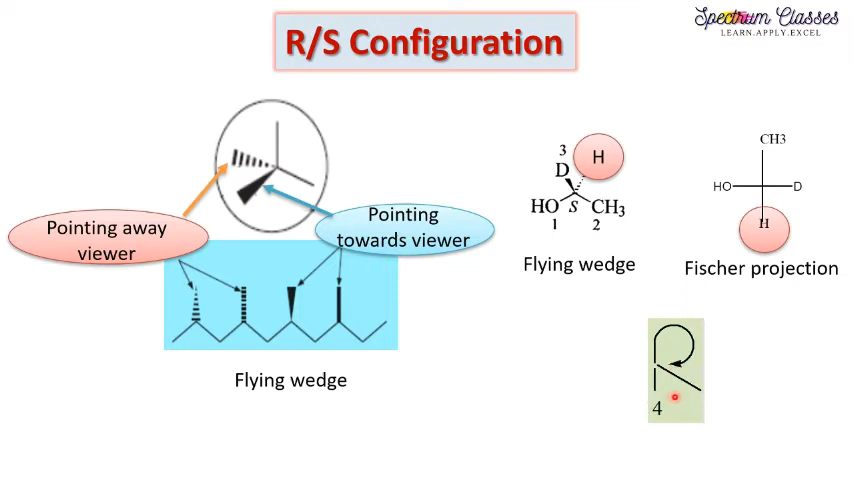 Spectrum Classes
LEARN.APPLY.EXCEL
R/S Configuration
Pointing away
viewer
Pointing
towards viewer
Flying wedge
3
D
H
HO
S
CH3
1
2
Flying wedge
CH3
HO
D
H
Fischer projection
4